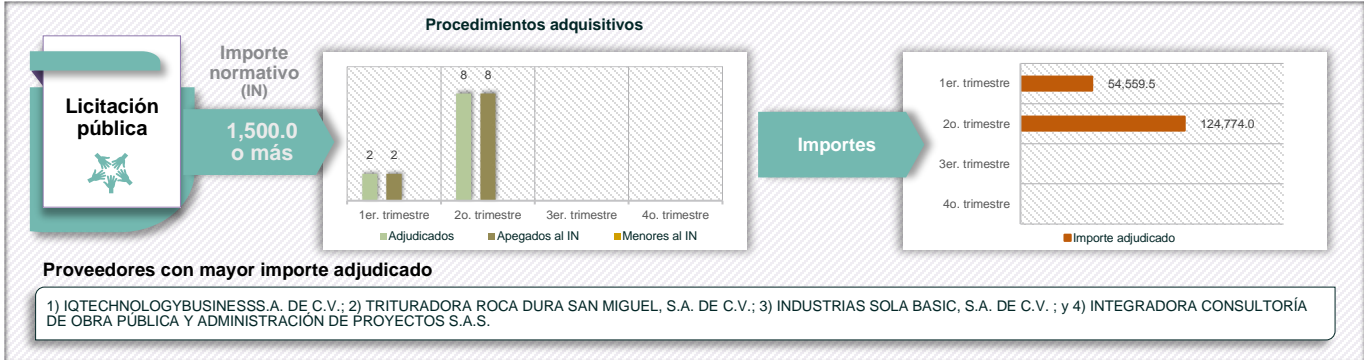 Procedimientos adquisitivos
Licitación
pública
Importe
normativo
(IN)
1,500.0
o más
8 8
2 2
1er. trimestre 2o. trimestre 3er. trimestre 4o. trimestre
Adjudicados Apegados al IN Menores al IN
Importes
1er. trimestre 54,559.5
2o. trimestre 124,774.0
3er. trimestre
4o. trimestre
Importe adjudicado
Proveedores con mayor importe adjudicado
1) IQTECHNOLOGYBUSINESSS.A. DE C.V.; 2) TRITURADORA ROCA DURA SAN MIGUEL, S.A. DE C.V.; 3) INDUSTRIAS SOLA BASIC, S.A. DE C.V. ; y 4) INTEGRADORA CONSULTORÍA
DE OBRA PÚBLICA Y ADMINISTRACIÓN DE PROYECTOS S.A.S.